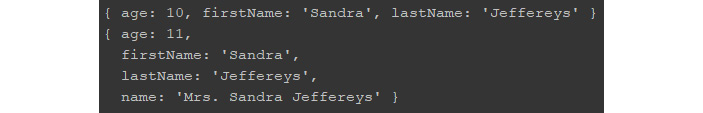 { age: 10, firstName: 'Sandra', lastName: 'Jeffereys' }
{ age: 11,
  firstName: 'Sandra',
  lastName: 'Jeffereys',
  name: 'Mrs. Sandra Jeffereys' }